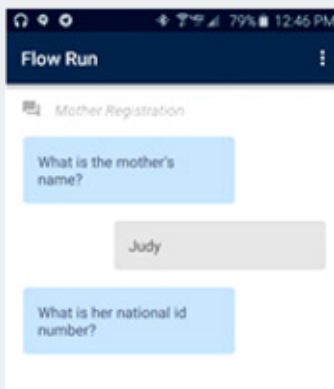 79% 12:46 PM
Flow Run
Mother Registration
What is the mother's
name?
Judy
What is her national id
number?